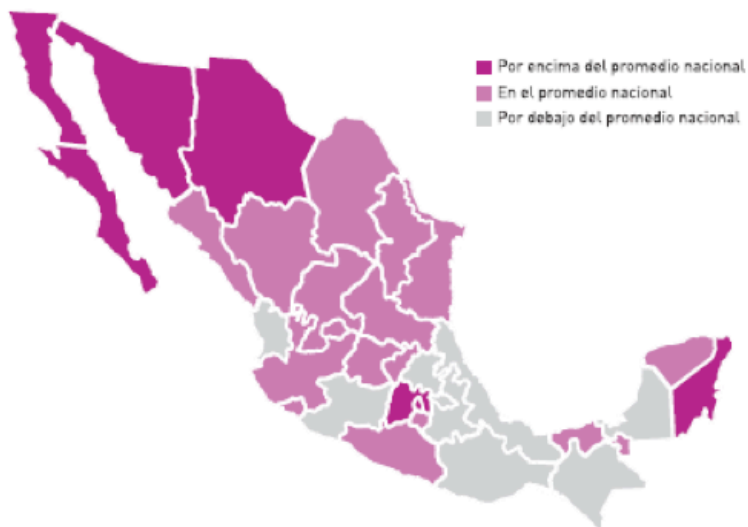 Por encima del promedio nacional
En el promedio nacional
Por debajo del promedio nacional